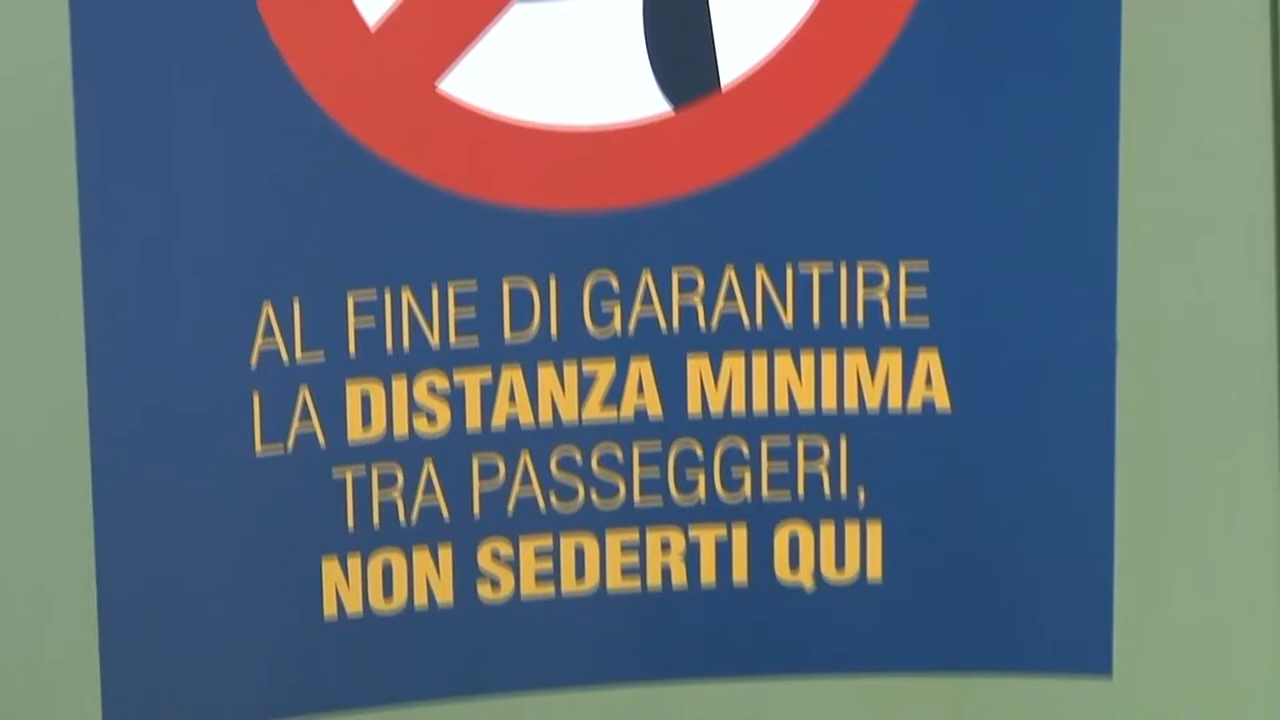 AL FINE DI GARANTIRE
LA DISTANZA MINIMA
TRA PASSEGGERI,
NON SEDERTI QUI